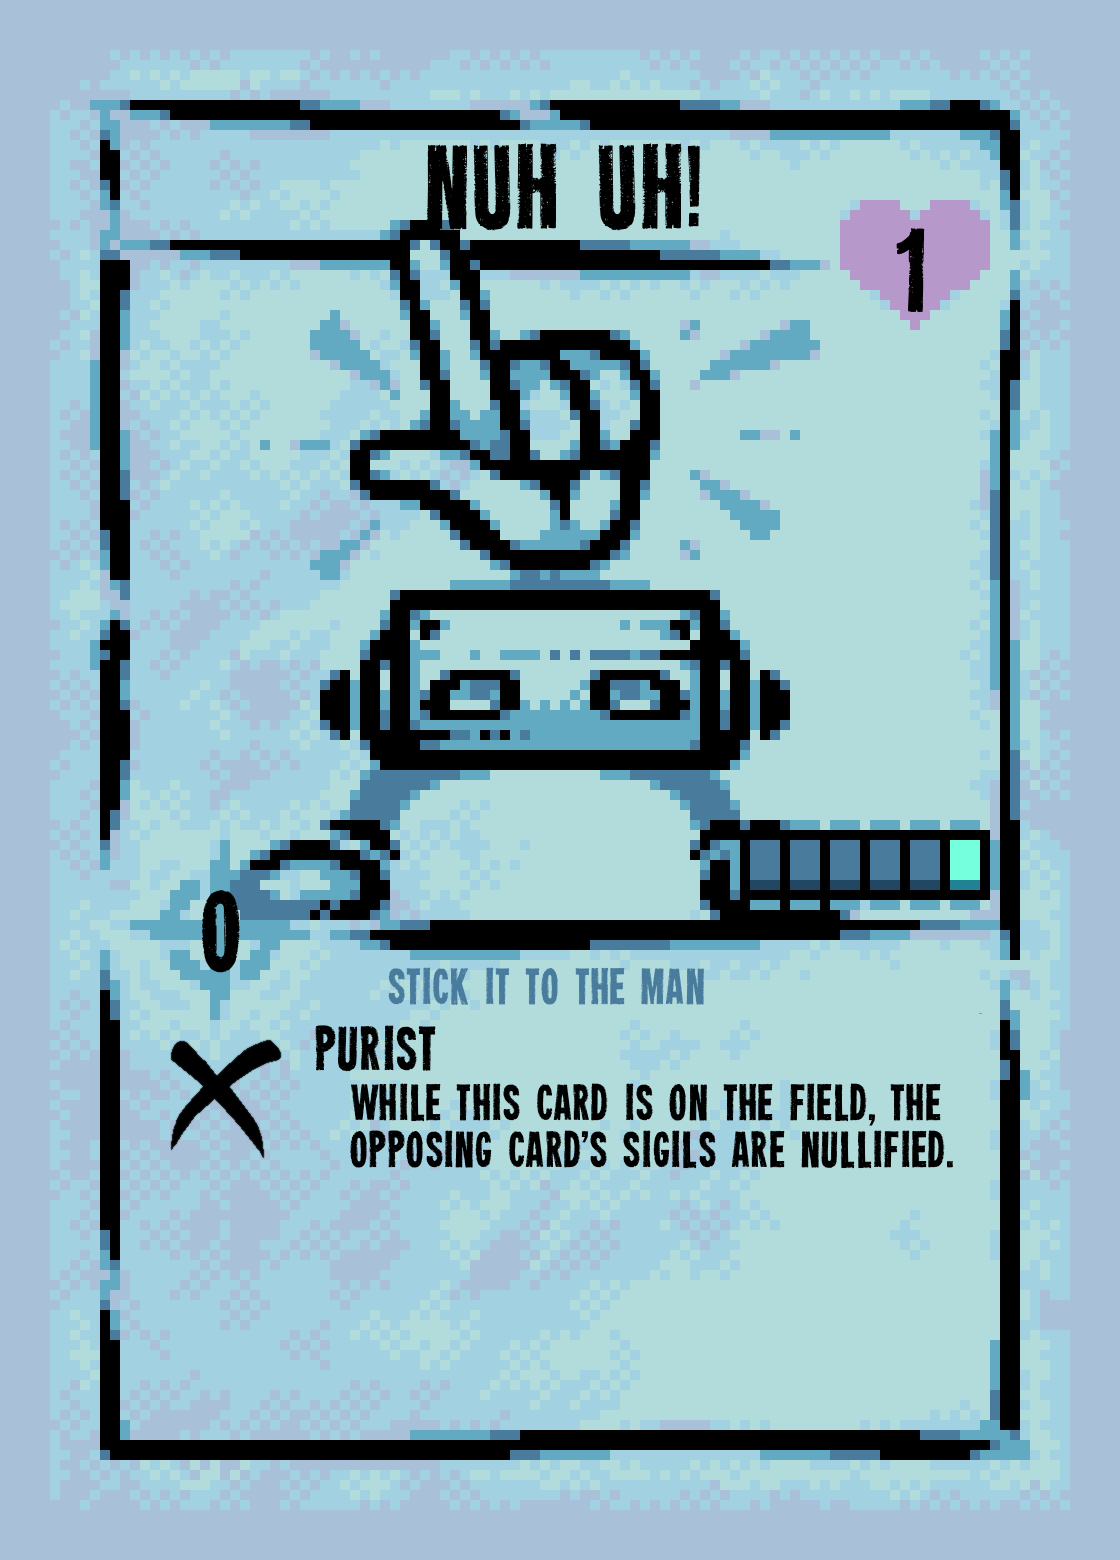 NUH UH!
1
0
STICK IT TO THE MAN
PURIST
WHILE THIS CARD IS ON THE FIELD, THE
OPPOSING CARD'S SIGILS ARE NULLIFIED.